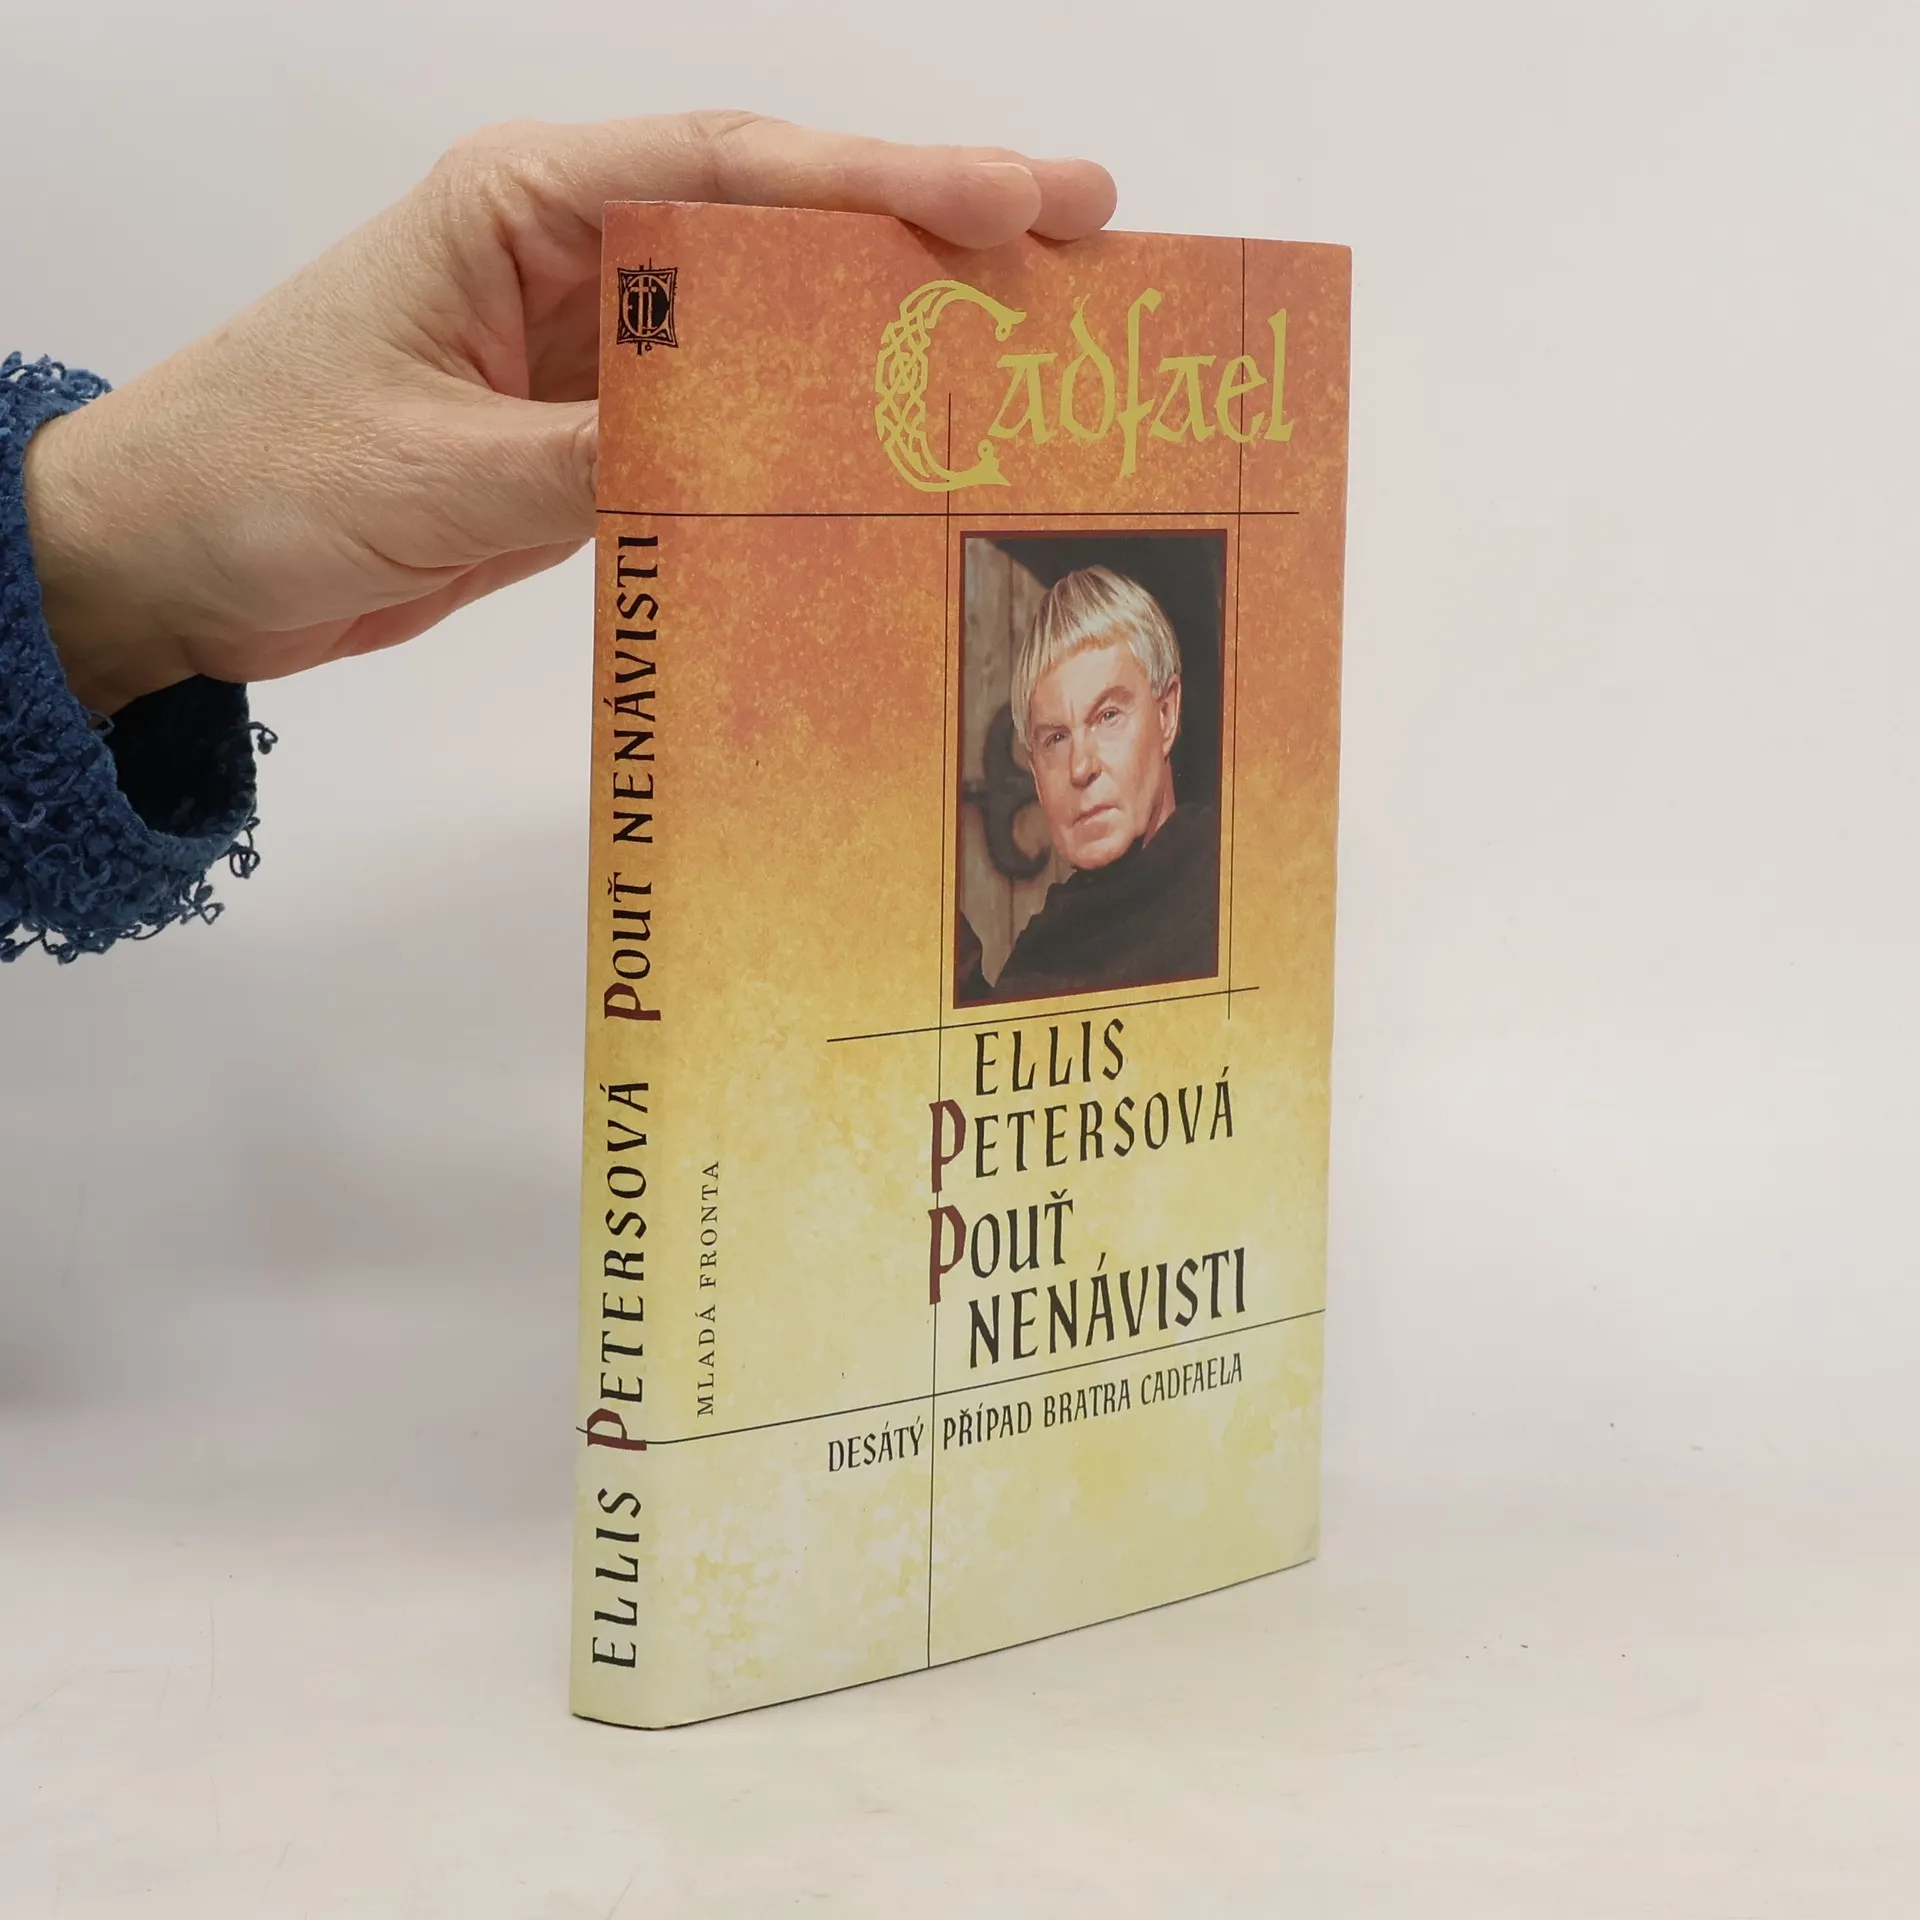 Cadfael
ELLIS
PETERSOVÁ
POUŤ
NENÁVISTI
DESÁTÝ PŘÍPAD BRATRA CADFAELA
MLADÁ FRONTA
ELLIS PETERSOVÁ POUŤ NENÁVISTI